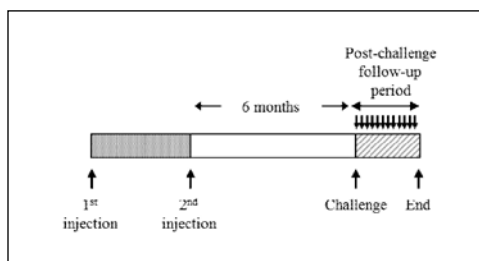 Post-challenge
follow-up
period
6 months
1st
injection
2nd
injection
Challenge
End